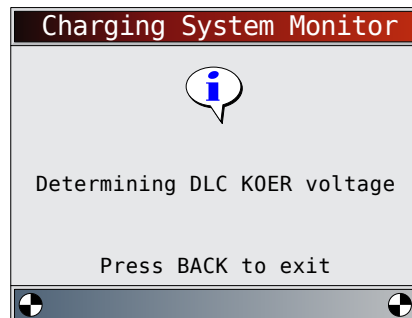 Charging System Monitor
i
Determining DLC KOER voltage
Press BACK to exit